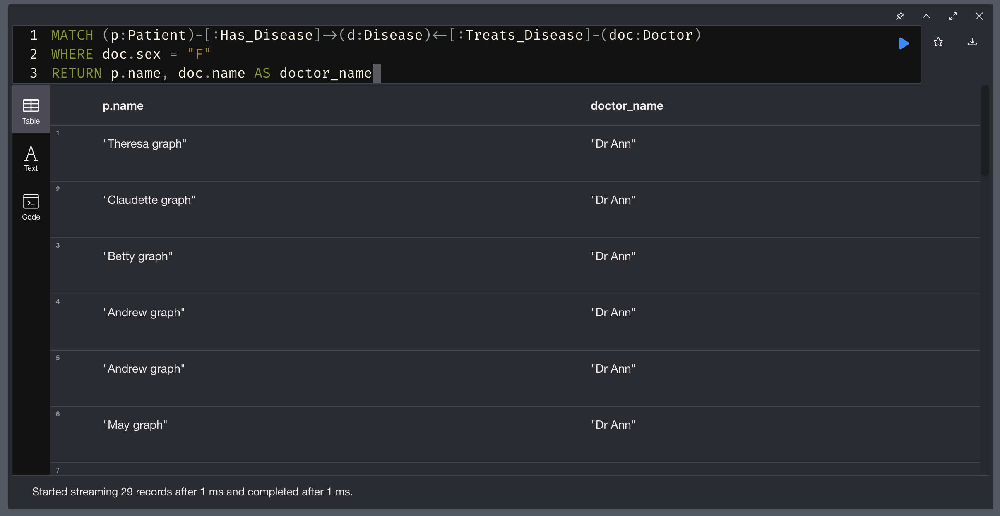 1 MATCH (p:Patient)-[:Has_Disease]->(d:Disease)<-[:Treats_Disease]-(doc:Doctor)
2 WHERE doc.sex = "F"
3 RETURN p.name, doc.name AS doctor_name
Table
Text
Code
p.name doctor_name
1 "Theresa graph" "Dr Ann"
2 "Claudette graph" "Dr Ann"
3 "Betty graph" "Dr Ann"
4 "Andrew graph" "Dr Ann"
5 "Andrew graph" "Dr Ann"
6 "May graph" "Dr Ann"
7
Started streaming 29 records after 1 ms and completed after 1 ms.